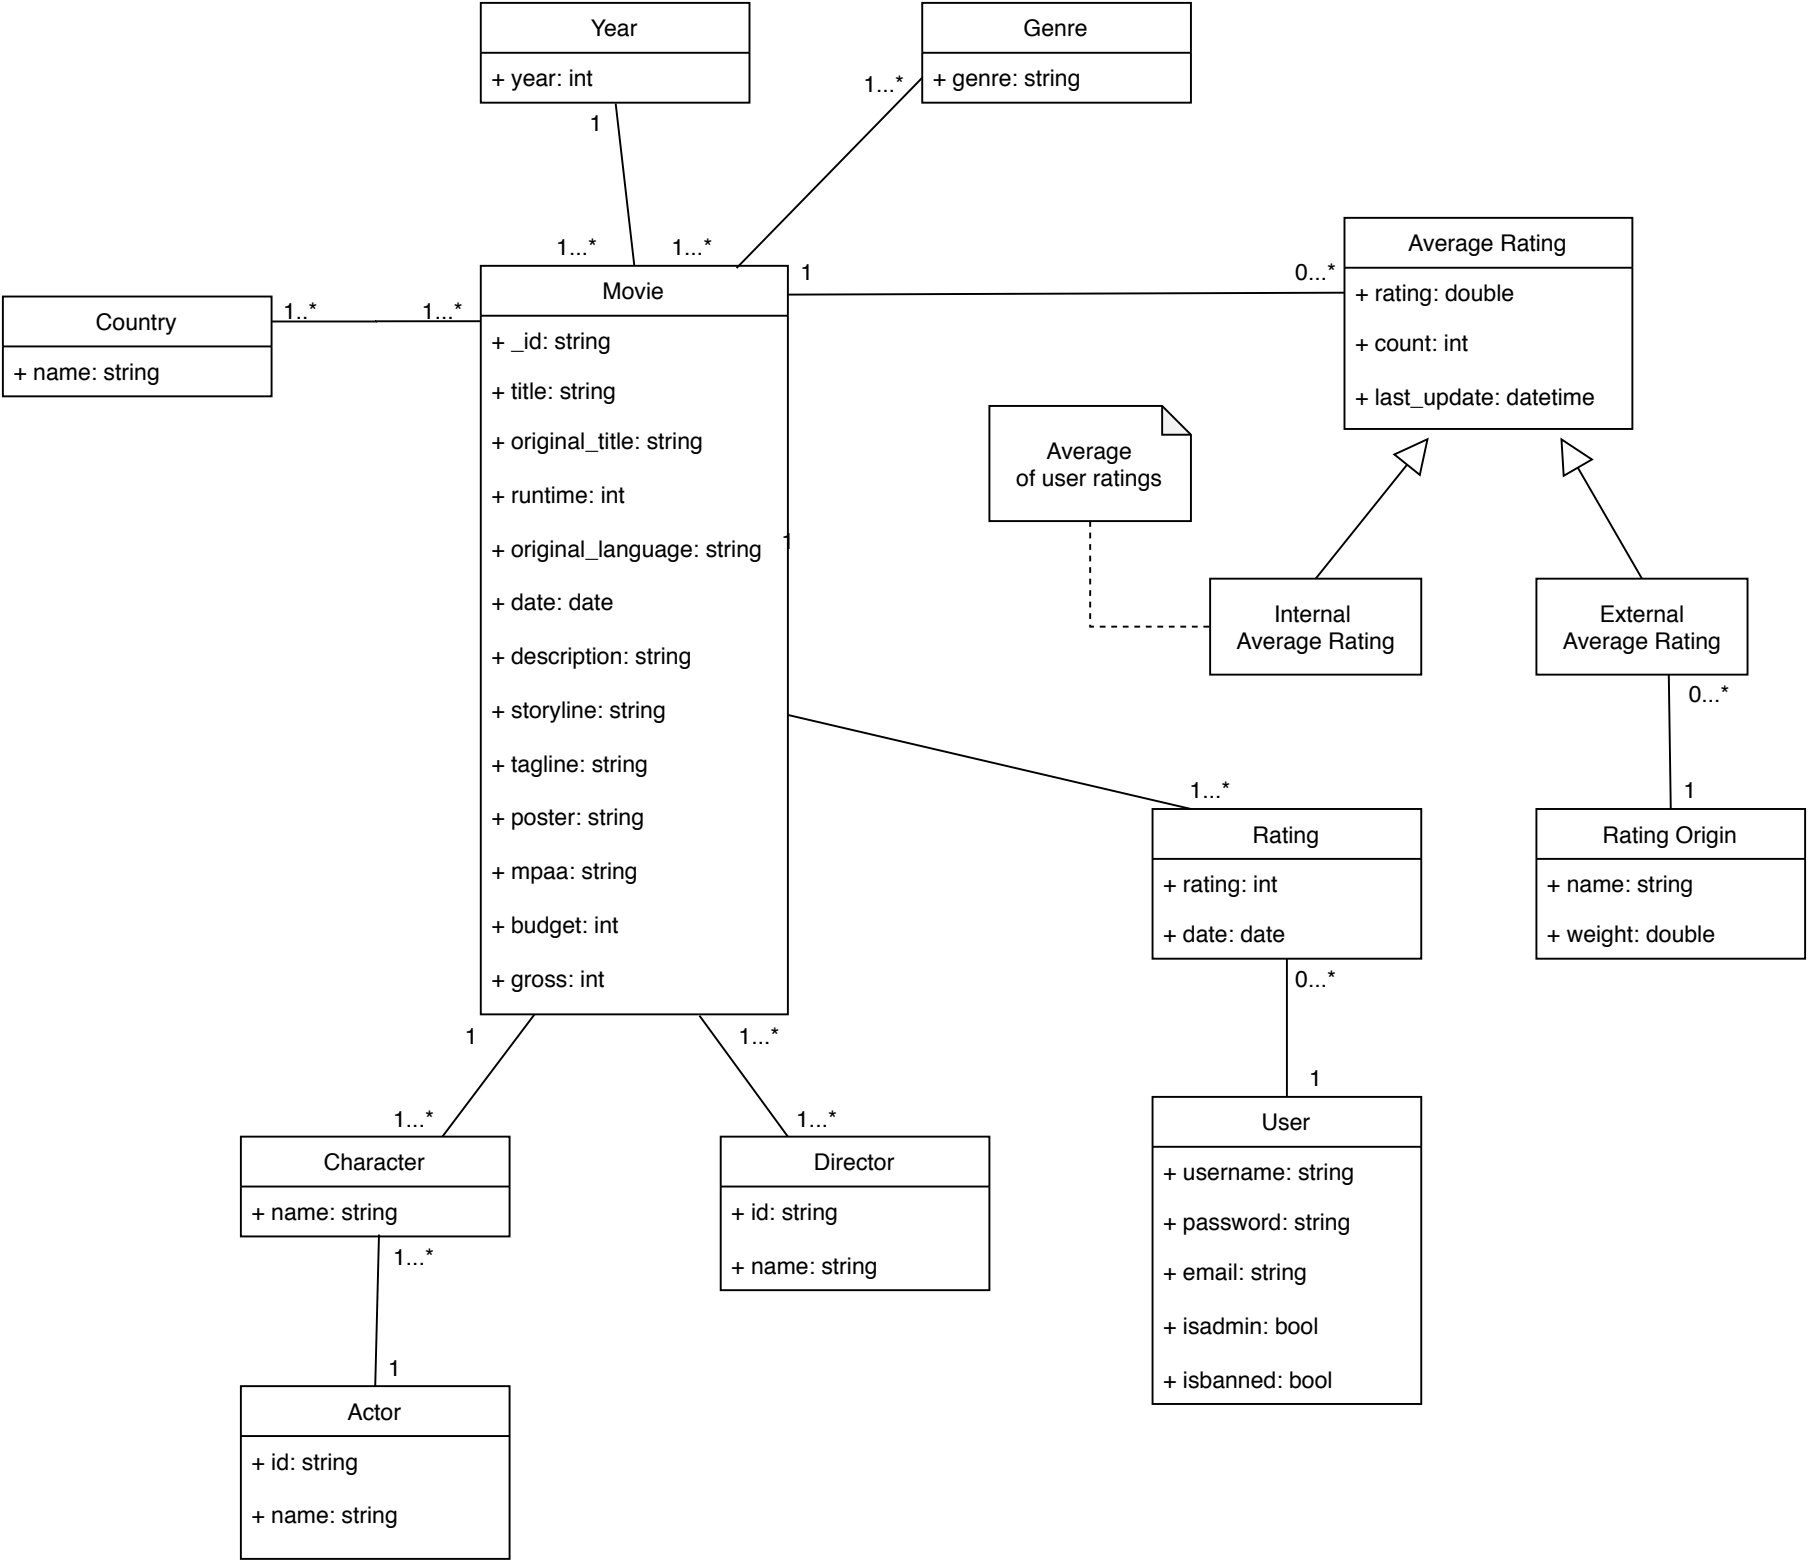 Year
+ year: int
Genre
+ genre: string
1...*
1
1...*
1...*
Country
+ name: string
1..*
1...*
Movie
+ _id: string
+ title: string
+ original_title: string
+ runtime: int
+ original_language: string
+ date: date
+ description: string
+ storyline: string
+ tagline: string
+ poster: string
+ mpaa: string
+ budget: int
+ gross: int
1
0...*
Average Rating
+ rating: double
+ count: int
+ last_update: datetime
Average
of user ratings
1
Internal
Average Rating
External
Average Rating
0...*
1
1...*
Rating
+ rating: int
+ date: date
Rating Origin
+ name: string
+ weight: double
0...*
1
User
+ username: string
+ password: string
+ email: string
+ isadmin: bool
+ isbanned: bool
1
1...*
1...*
1...*
Character
+ name: string
Director
+ id: string
+ name: string
1...*
1
Actor
+ id: string
+ name: string